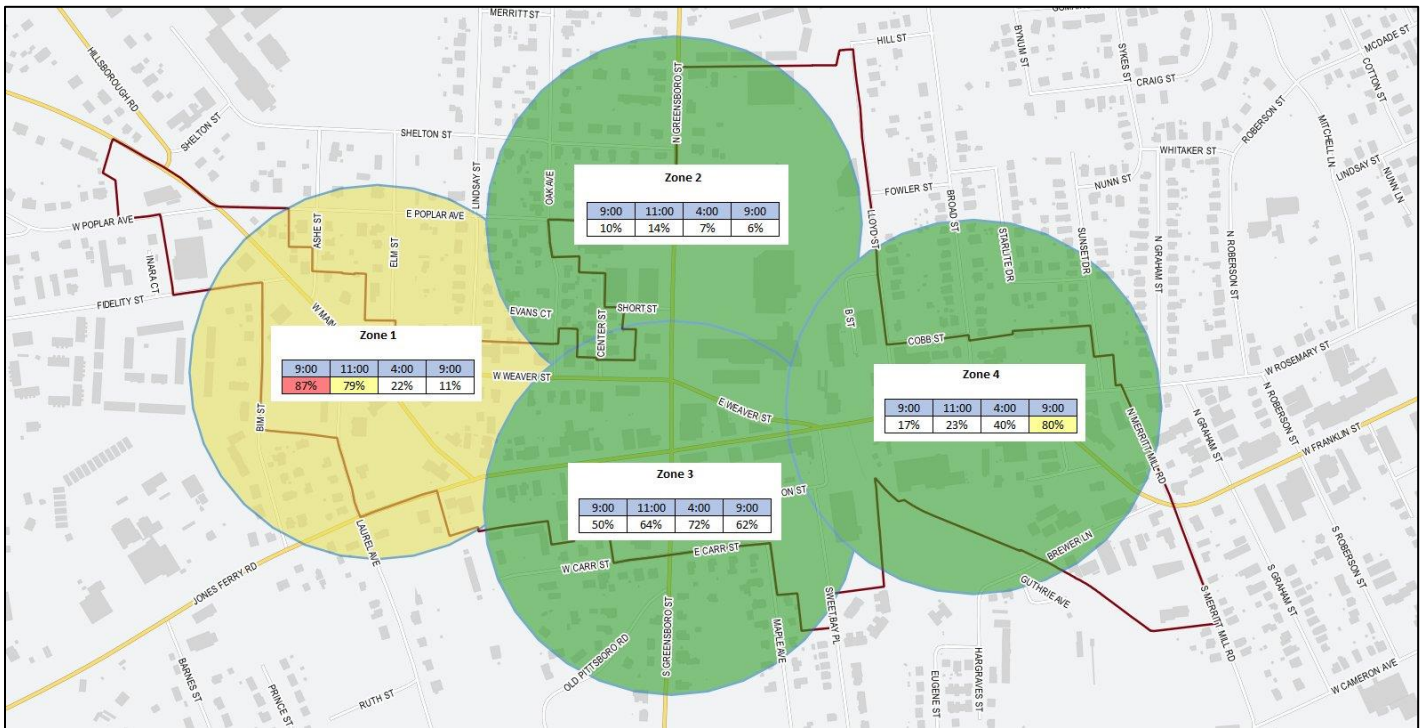 MERRITT ST
HILL ST
BYNUM ST
SYKES ST
CRAIG ST
MCDADE ST
COTTON ST
HILLSBOROUGH RD
SHELTON ST
SHELTON ST
LINDSAY ST
OAK AVE
N GREENSBORO ST
ROBERSON ST
MITCHELL LN
LINDSAY ST
NUNN LN
WHITAKER ST
NUNN ST
FOWLER ST
BROAD ST
STARLITE DR
SUNSET DR
N GRAHAM ST
N ROBERSON ST
LLOYD ST
Zone 2
9:00 11:00 4:00 9:00
10% 14% 7% 6%
W POPLAR AVE
E POPLAR AVE
ASHE ST
ELM ST
INARA CT
FIDELITY ST
EVANS CT
SHORT ST
CENTER ST
B ST
COBB ST
W MAIN
Zone 1
9:00 11:00 4:00 9:00
87% 79% 22% 11%
BIM ST
W WEAVER ST
E WEAVER ST
Zone 4
9:00 11:00 4:00 9:00
17% 23% 40% 80%
W ROSEMARY ST
N ROBERSON ST
N GRAHAM ST
N MERRITT MILL RD
W FRANKLIN ST
Zone 3
9:00 11:00 4:00 9:00
50% 64% 72% 62%
ON ST
LAUREL AVE
W CARR ST
E CARR ST
BREWER LN
GUTHRIE AVE
S ROBERSON ST
S GRAHAM ST
S MERRITT MILL RD
JONES FERRY RD
SWEET BAY PL
MAPLE AVE
S GREENSBORO ST
OLD PITTSBORO RD
BARNES ST
PRINCE ST
RUTH ST
EUGENE ST
HARGRAVES ST
W CAMERON AVE